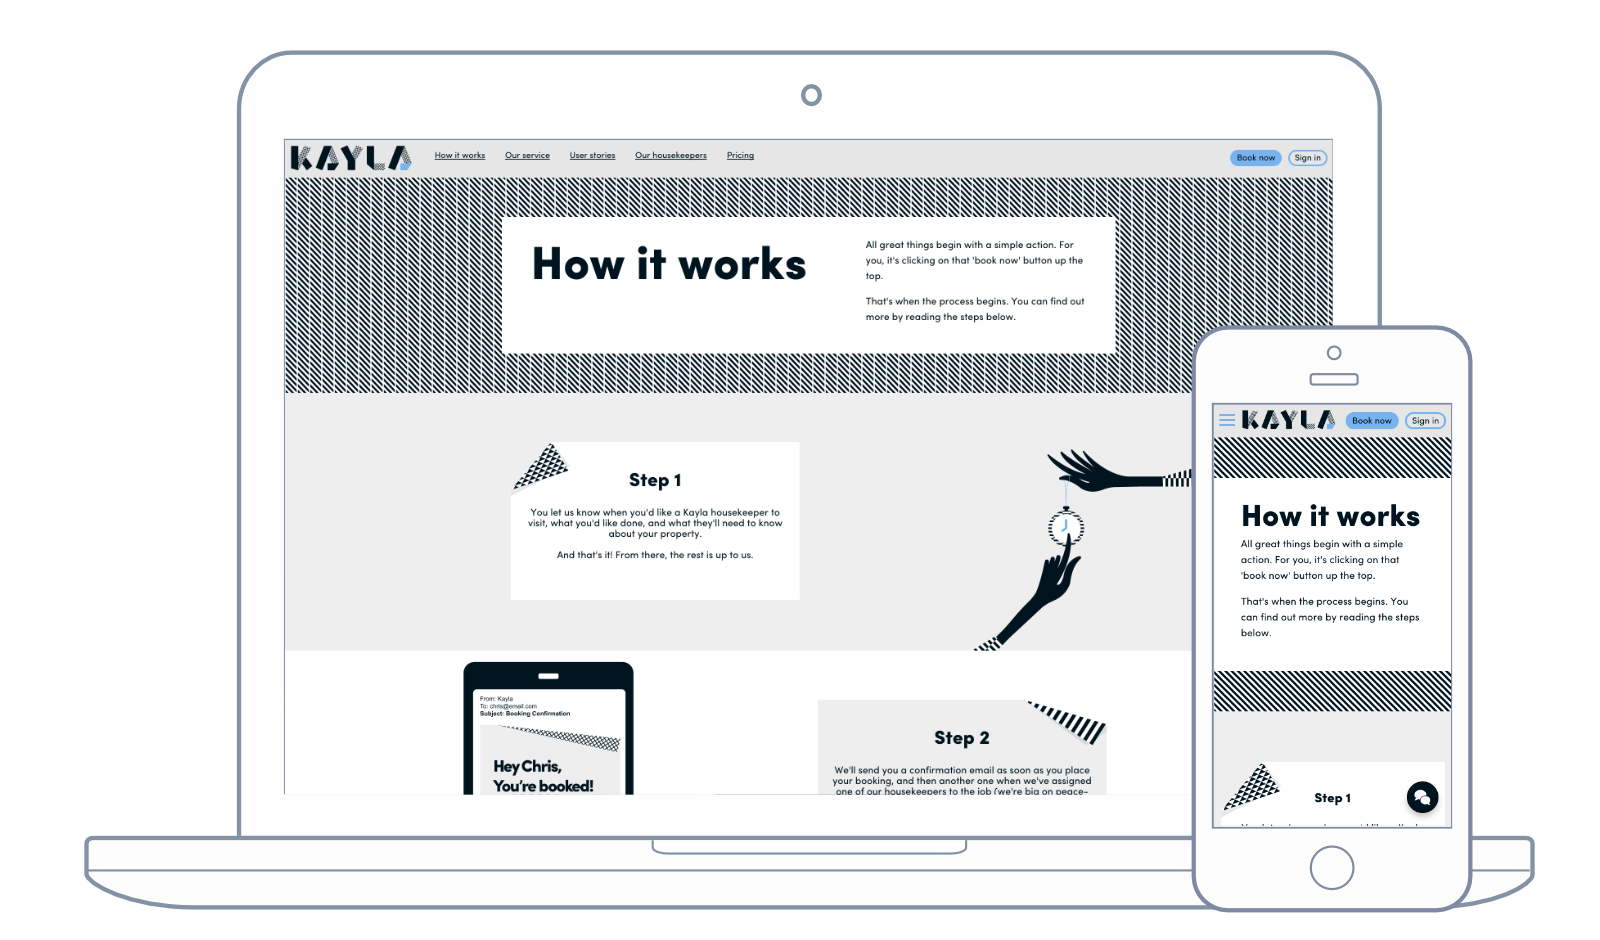 KAYLA
How it works Our service User stories Our housekeepers Pricing
Book now Sign in
How it works
All great things begin with a simple action. For
you, it's clicking on that 'book now' button up the
top.
That's when the process begins. You can find out
more by reading the steps below.
Step 1
You let us know when you'd like a Kayla housekeeper to
visit, what you'd like done, and what they'll need to know
about your property.
And that's it! From there, the rest is up to us.
From: Kayla
To: chris@email.com
Subject: Booking Confirmation
Hey Chris,
You're booked!
Step 2
We'll send you a confirmation email as soon as you place
your booking, and then another one when we've assigned
one of our housekeepers to the job (we're big on peace-
KAYLA
Book now Sign in
How it works
All great things begin with a simple
action. For you, it's clicking on that
'book now' button up the top.
That's when the process begins. You
can find out more by reading the steps
below.
Step 1